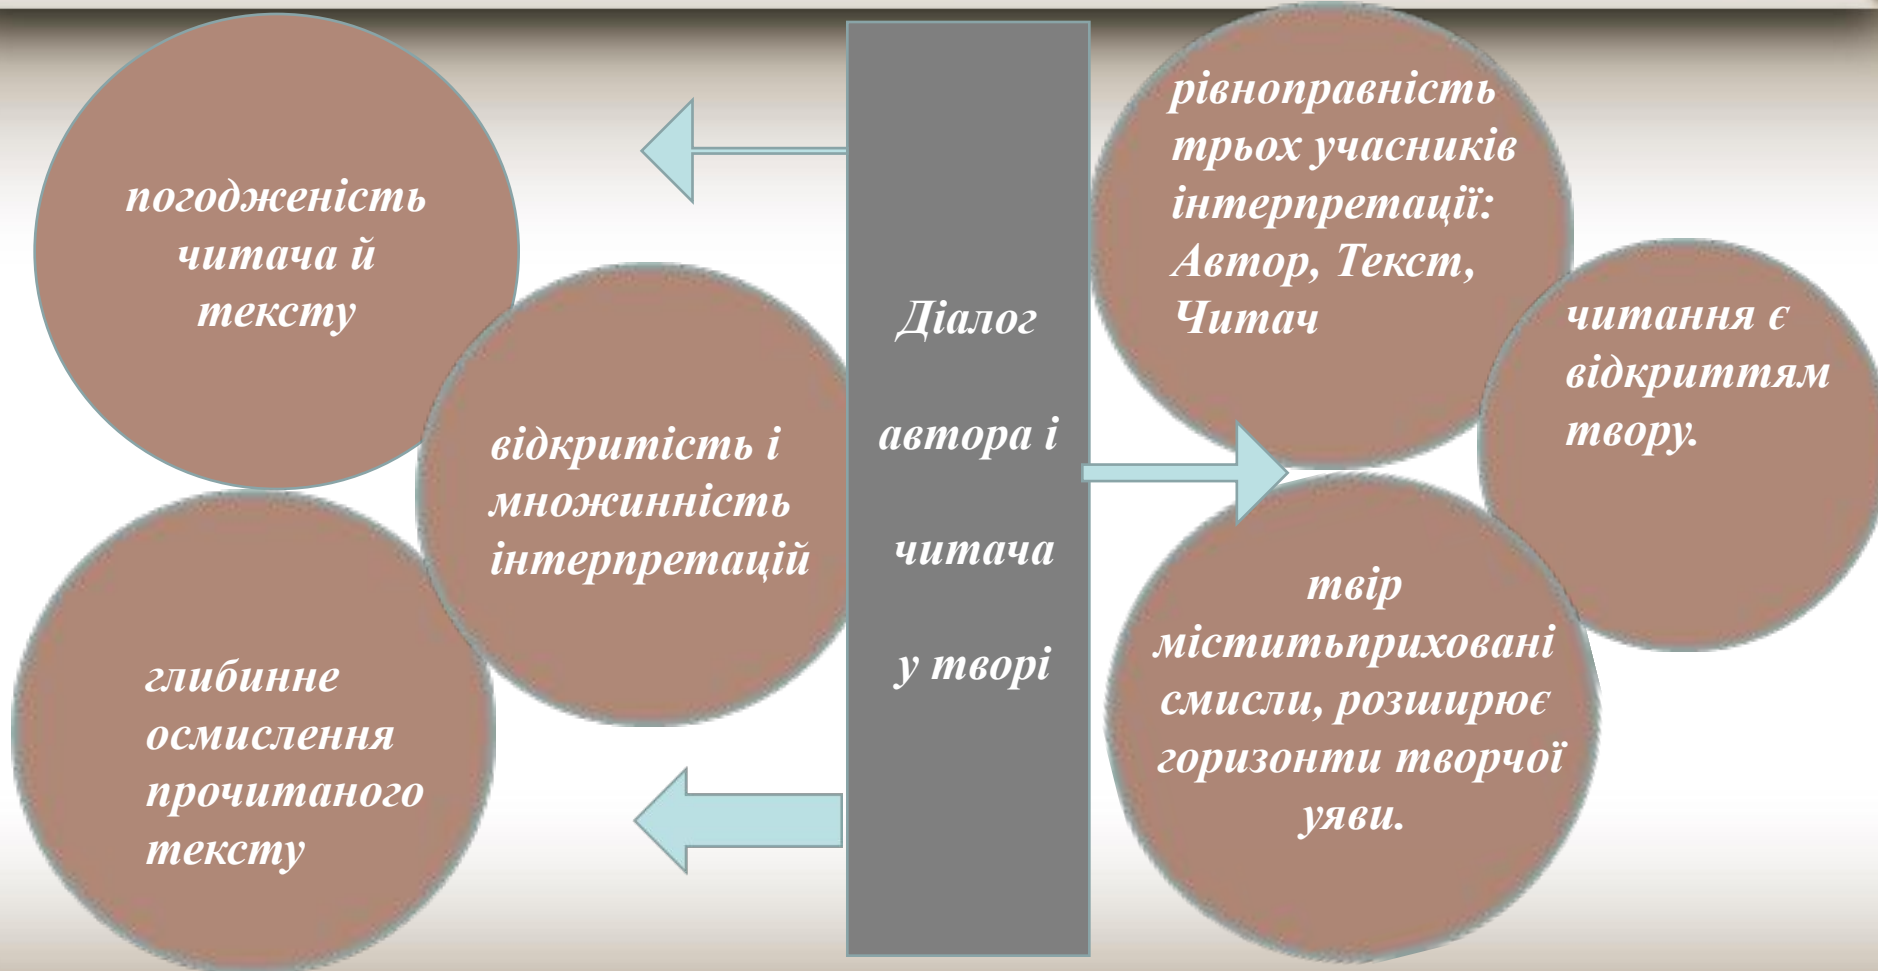 погодженість
читача й
тексту
відкритість і
множинність
інтерпретацій
глибинне
осмислення
прочитаного
тексту
Діалог
автора і
читача
у творі
рівноправність
трьох учасників
інтерпретації:
Автор, Текст,
Читач
читання є
відкриттям
твору.
твір
міститьприховані
смисли, розширює
горизонти творчої
уяви.